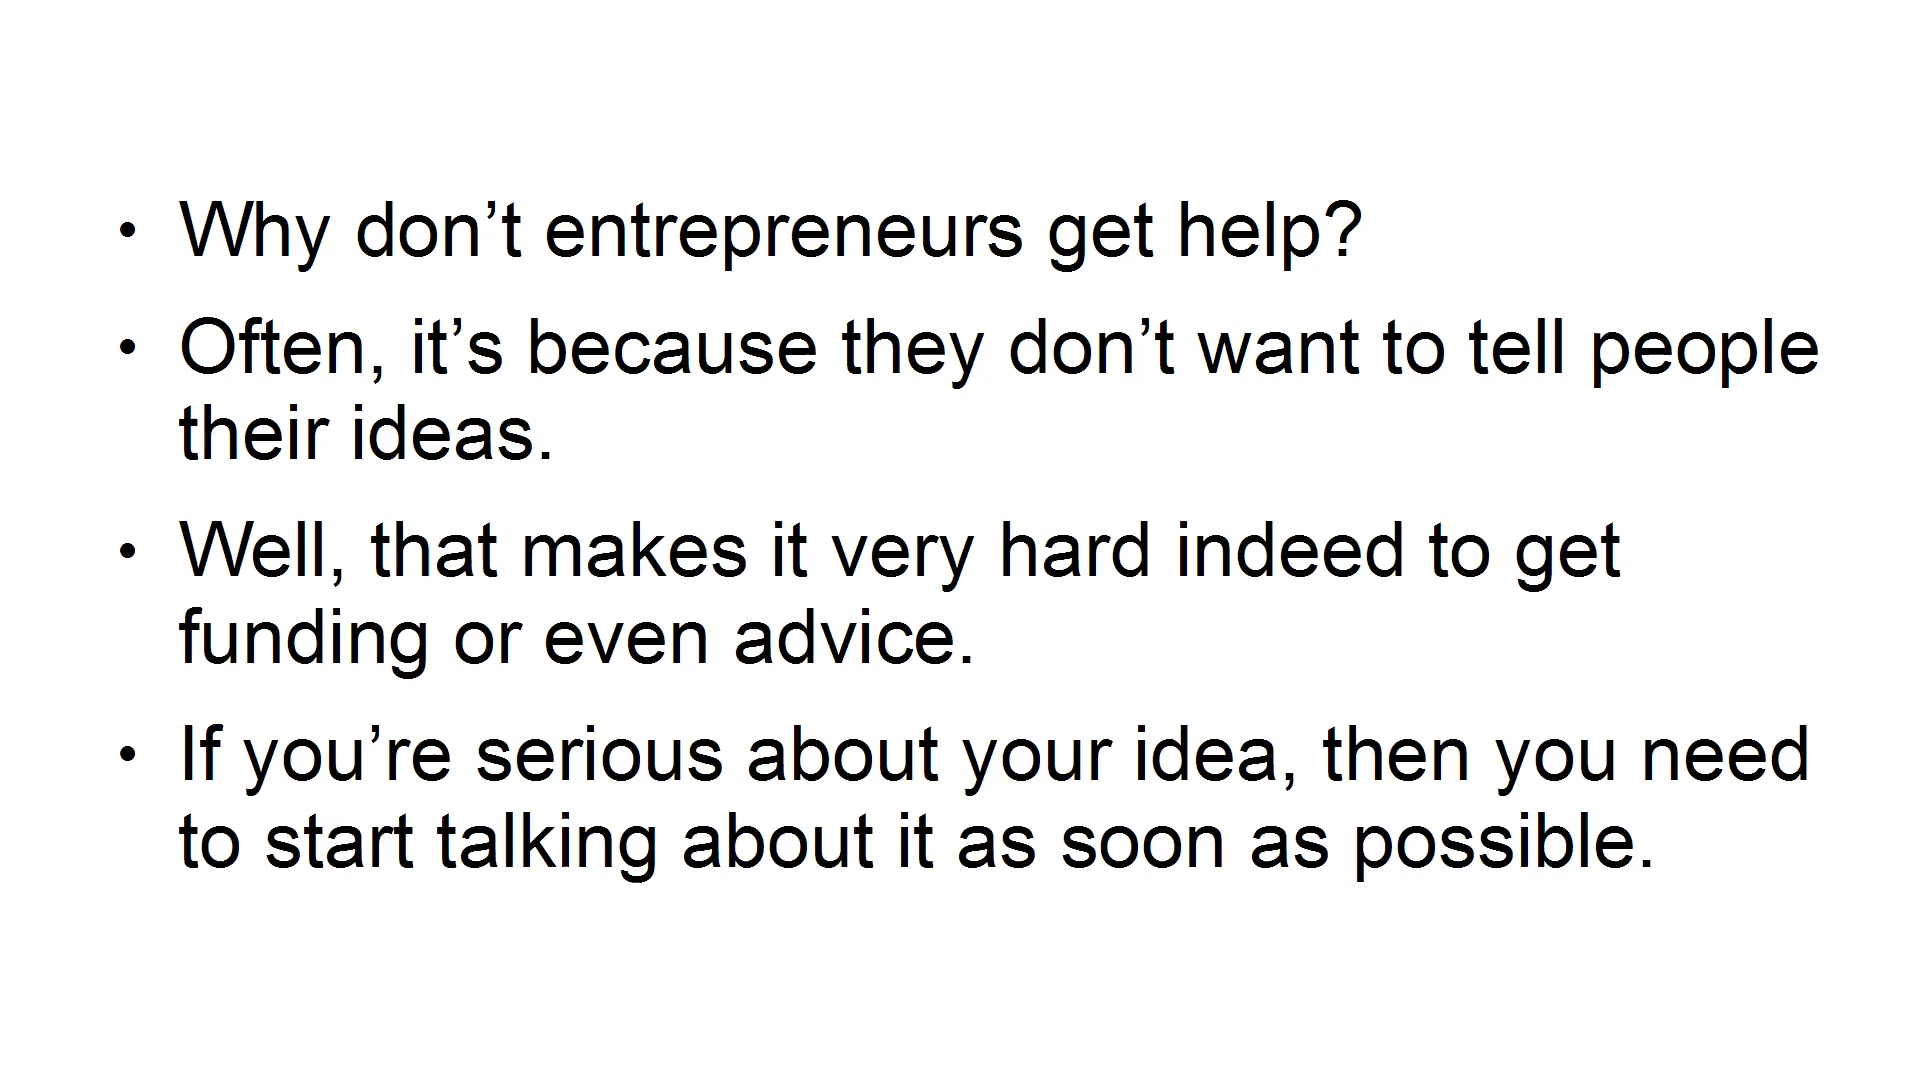 • Why don’t entrepreneurs get help?
• Often, it’s because they don’t want to tell people
their ideas.
• Well, that makes it very hard indeed to get
funding or even advice.
• If you’re serious about your idea, then you need
to start talking about it as soon as possible.